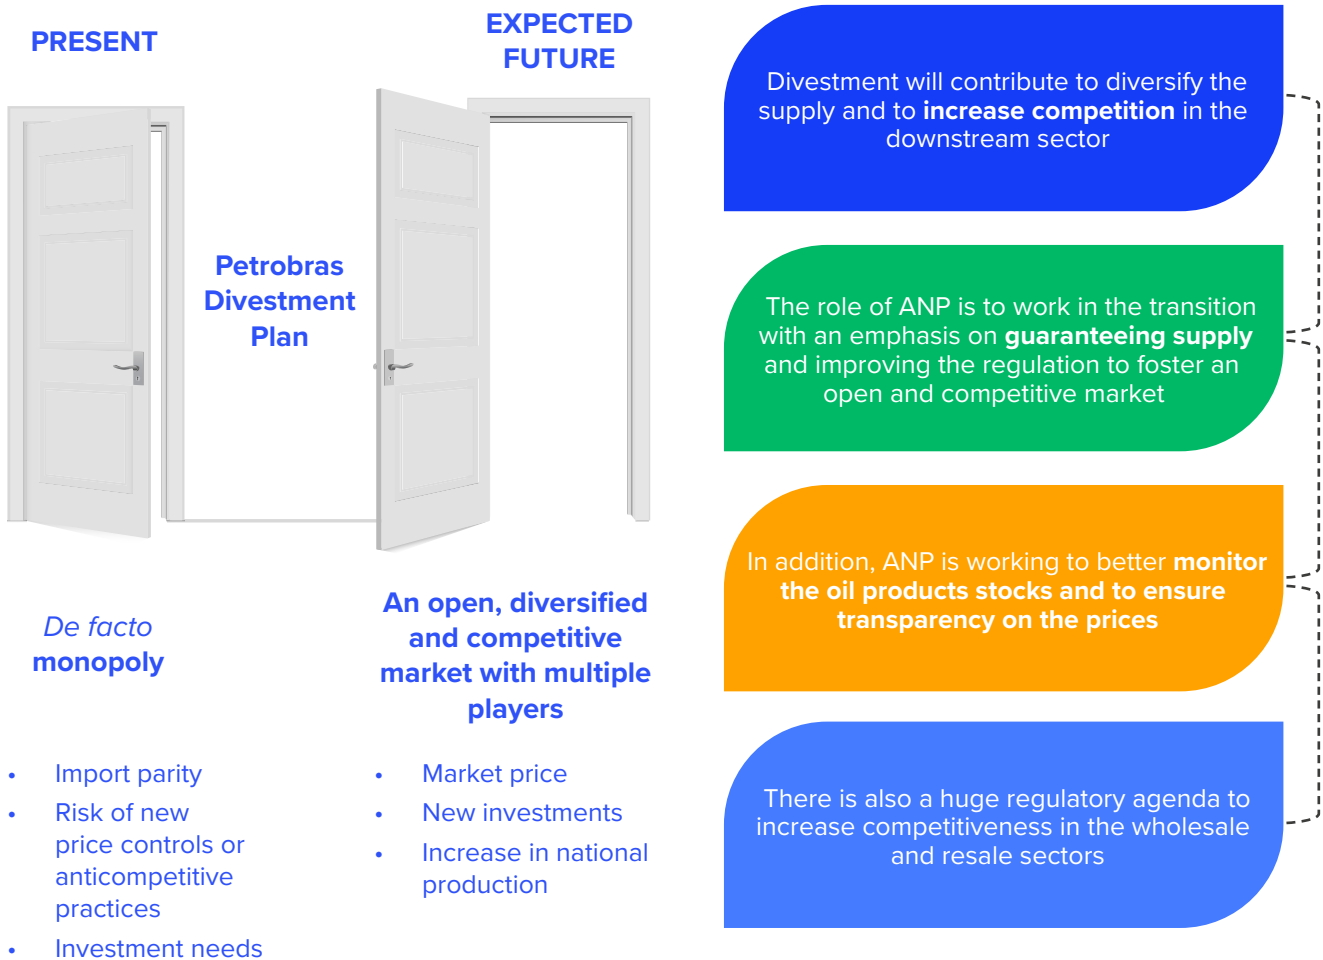 PRESENT
EXPECTED
FUTURE
Petrobras
Divestment
Plan
De facto
monopoly
• Import parity
• Risk of new
price controls or
anticompetitive
practices
• Investment needs
An open, diversified
and competitive
market with multiple
players
• Market price
• New investments
• Increase in national
production
Divestment will contribute to diversify the
supply and to increase competition in the
downstream sector
The role of ANP is to work in the transition
with an emphasis on guaranteeing supply
and improving the regulation to foster an
open and competitive market
In addition, ANP is working to better monitor
the oil products stocks and to ensure
transparency on the prices
There is also a huge regulatory agenda to
increase competitiveness in the wholesale
and resale sectors